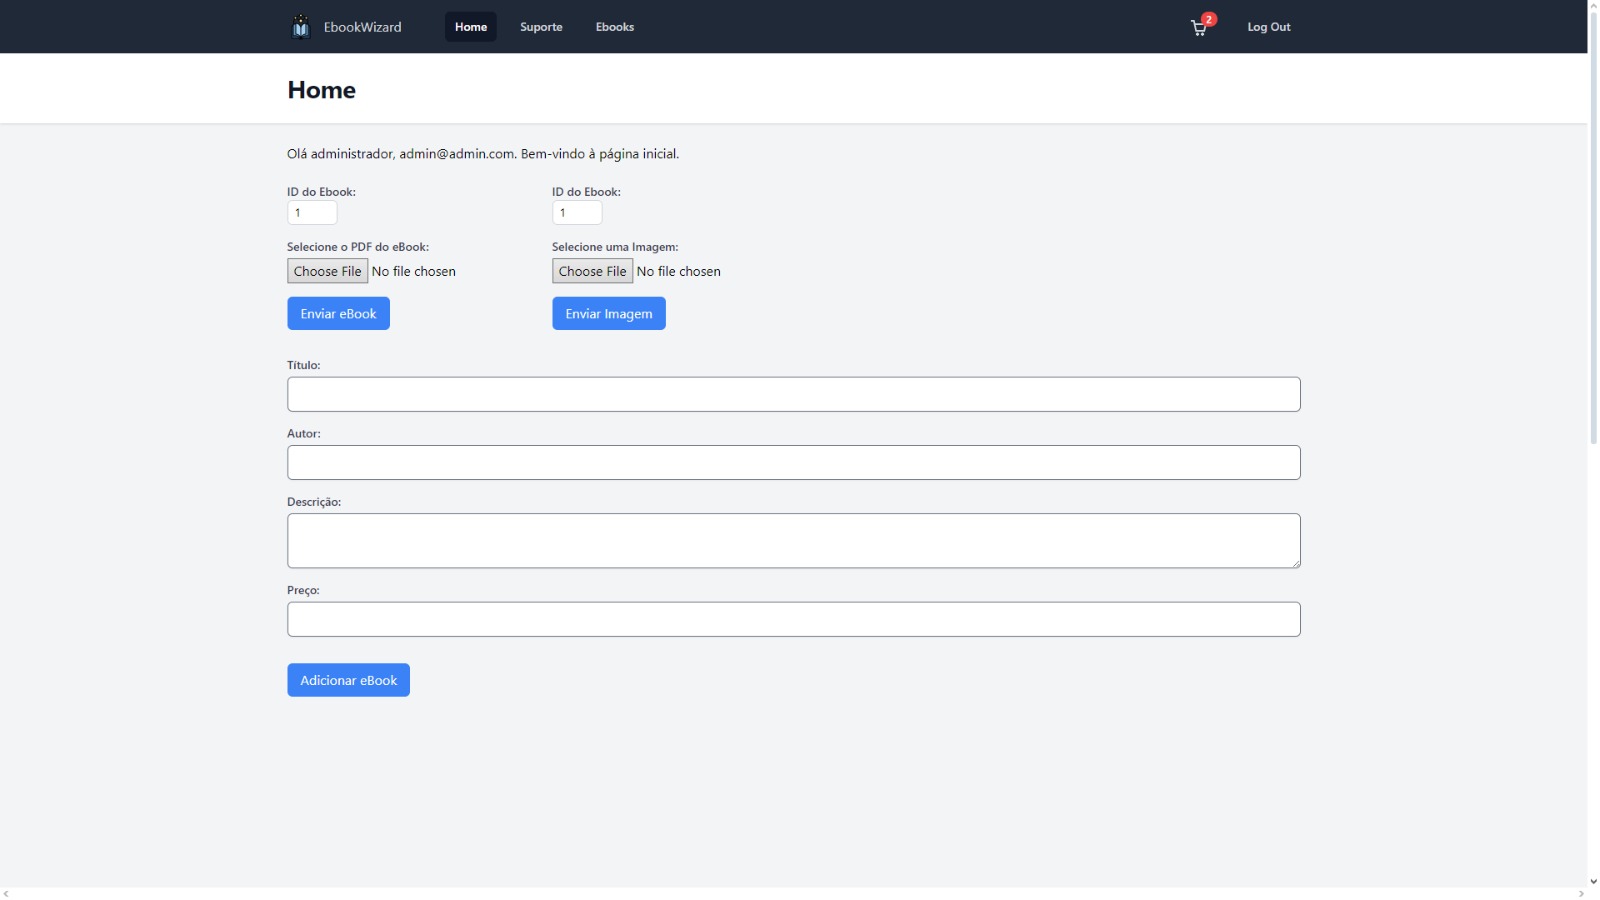 EbookWizard Home Suporte Ebooks 2 Log Out
Home
Olá administrador, admin@admin.com. Bem-vindo à página inicial.
ID do Ebook: ID do Ebook:
1 1
Selecione o PDF do eBook: Selecione uma Imagem:
Choose File No file chosen Choose File No file chosen
Enviar eBook Enviar Imagem
Título:
Autor:
Descrição:
Preço:
Adicionar eBook